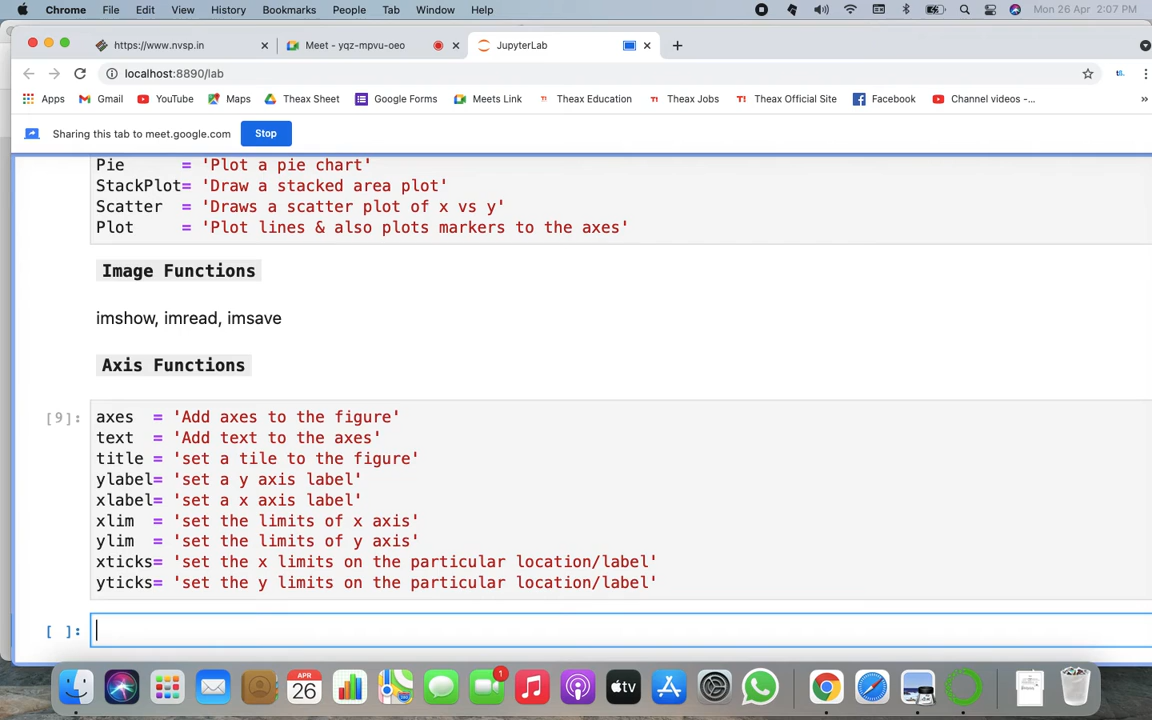 Chrome File Edit View History Bookmarks People Tab Window Help Mon 26 Apr 2:07 PM
https://www.nvsp.in Meet - yqz-mpvu-oeo JupyterLab
localhost:8890/lab
Apps Gmail YouTube Maps Theax Sheet Google Forms Meets Link Theax Education Theax Jobs Theax Official Site Facebook Channel videos -... »
Sharing this tab to meet.google.com Stop
Pie = 'Plot a pie chart'
StackPlot= 'Draw a stacked area plot'
Scatter = 'Draws a scatter plot of x vs y'
Plot = 'Plot lines & also plots markers to the axes'
Image Functions
imshow, imread, imsave
Axis Functions
[9]: axes = 'Add axes to the figure'
text = 'Add text to the axes'
title = 'set a tile to the figure'
ylabel= 'set a y axis label'
xlabel= 'set a x axis label'
xlim = 'set the limits of x axis'
ylim = 'set the limits of y axis'
xticks= 'set the x limits on the particular location/label'
yticks= 'set the y limits on the particular location/label'
[ ]:
1
APR
26
tv